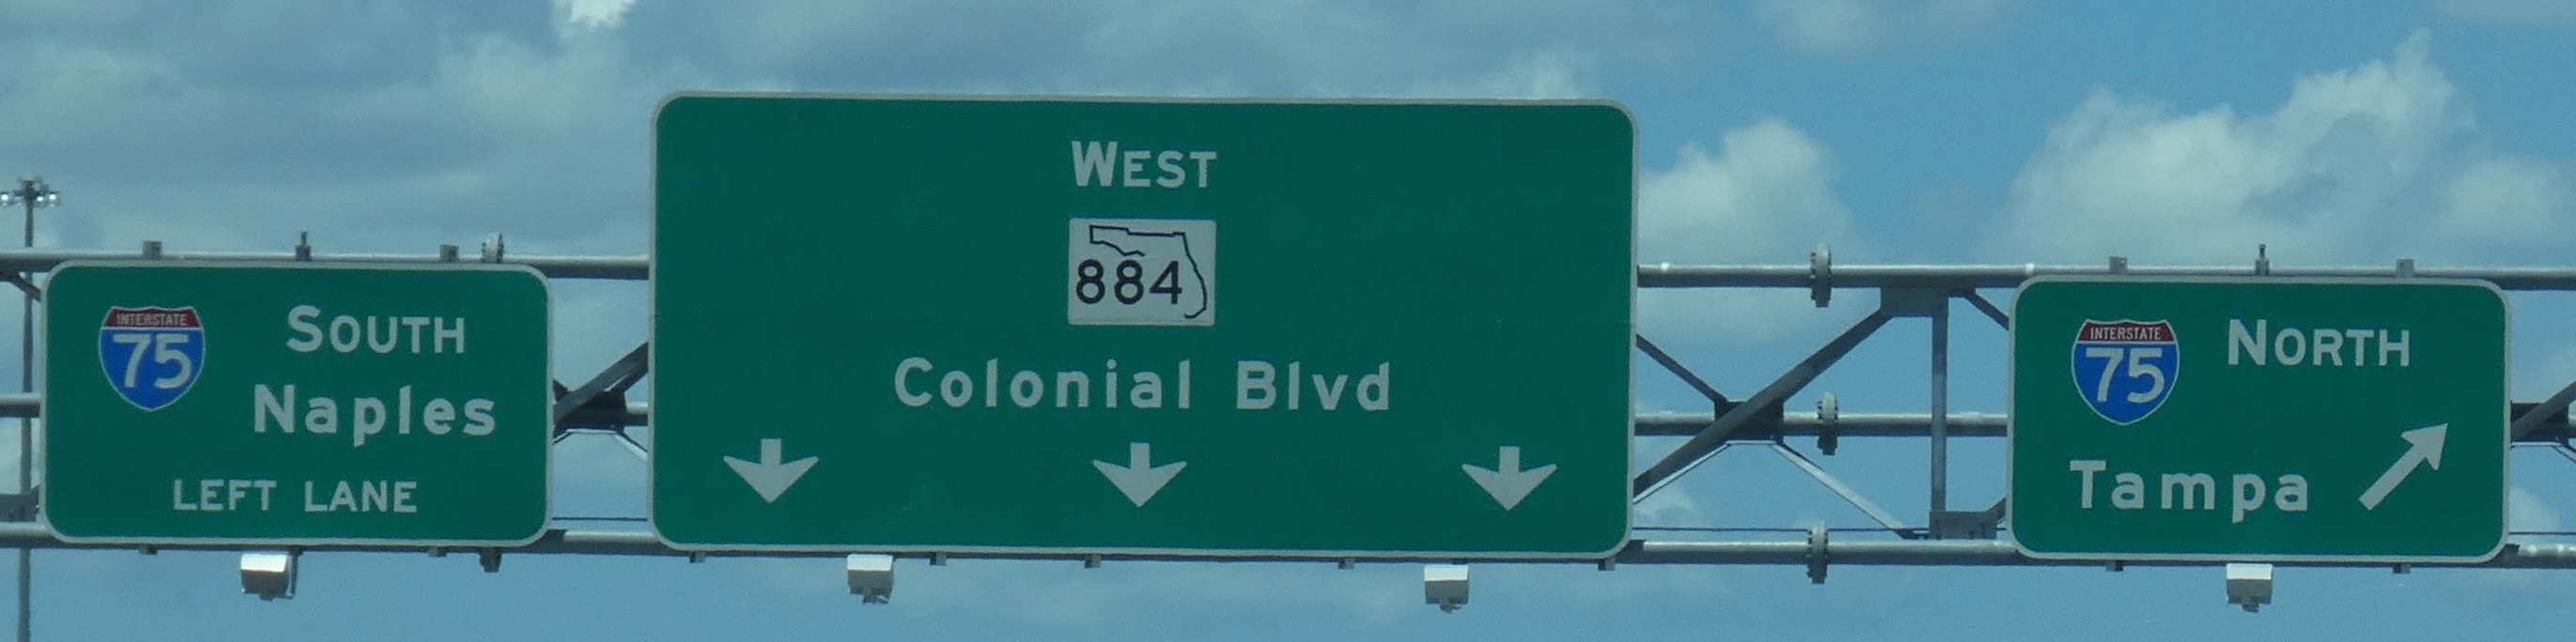 INTERSTATE
75
SOUTH
Naples
LEFT LANE
WEST
884
Colonial Blvd
INTERSTATE
75
NORTH
Tampa